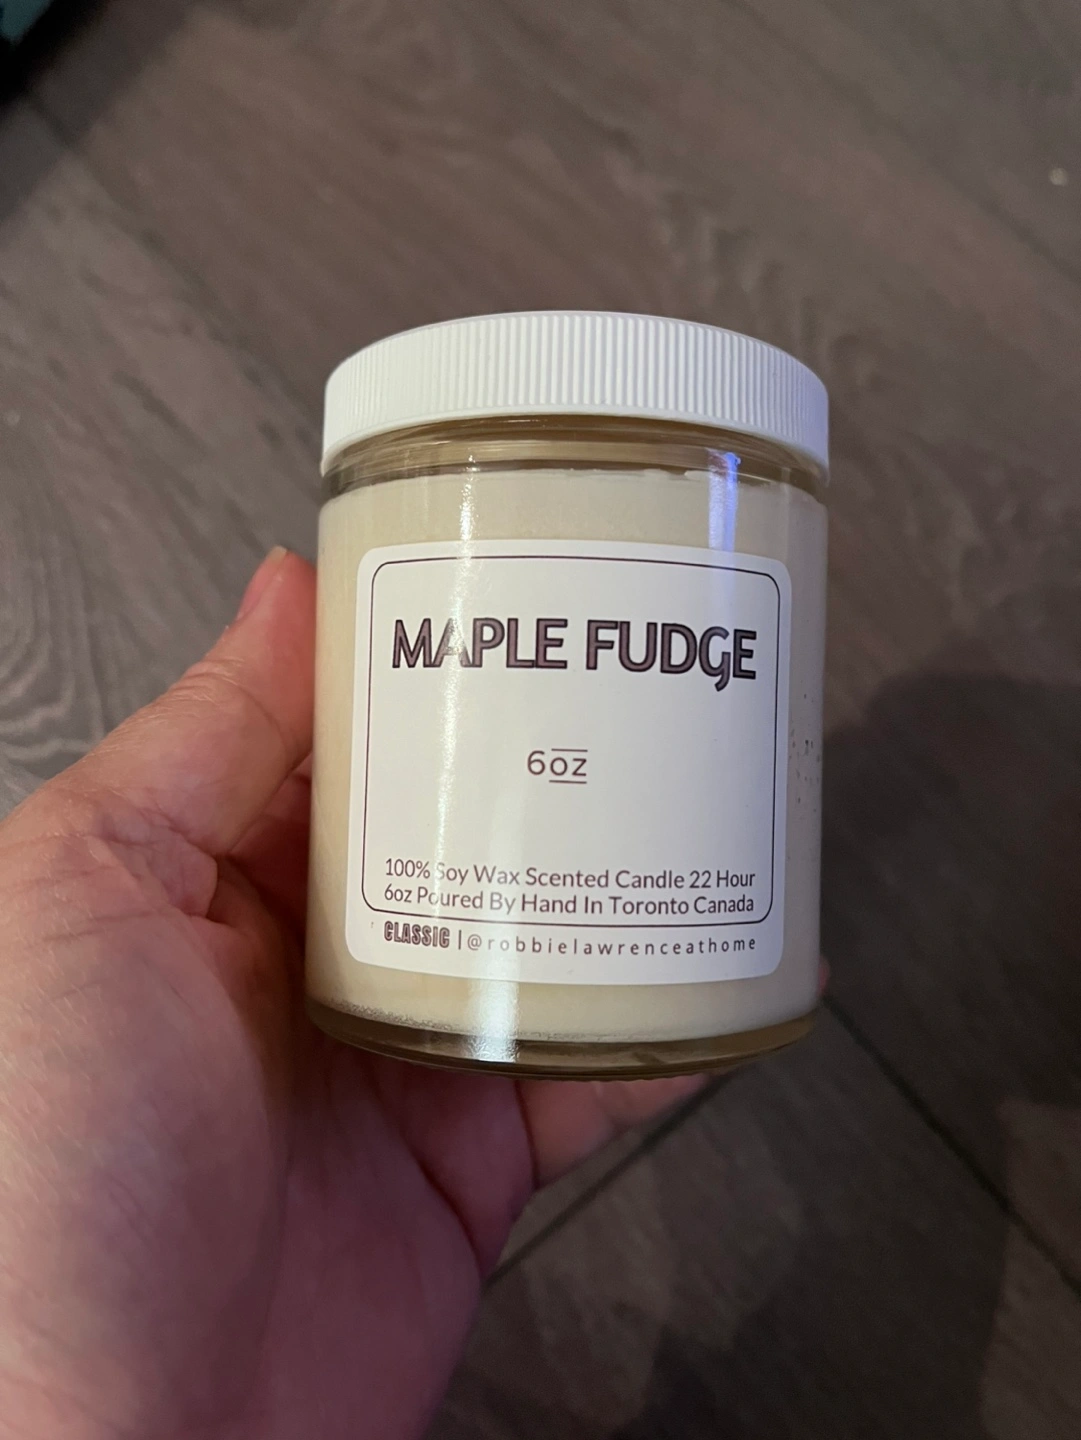 MAPLE FUDGE
6oz
100% Soy Wax Scented Candle 22 Hour
6oz Poured By Hand In Toronto Canada
CLASSIC | @robbielawrenceathome